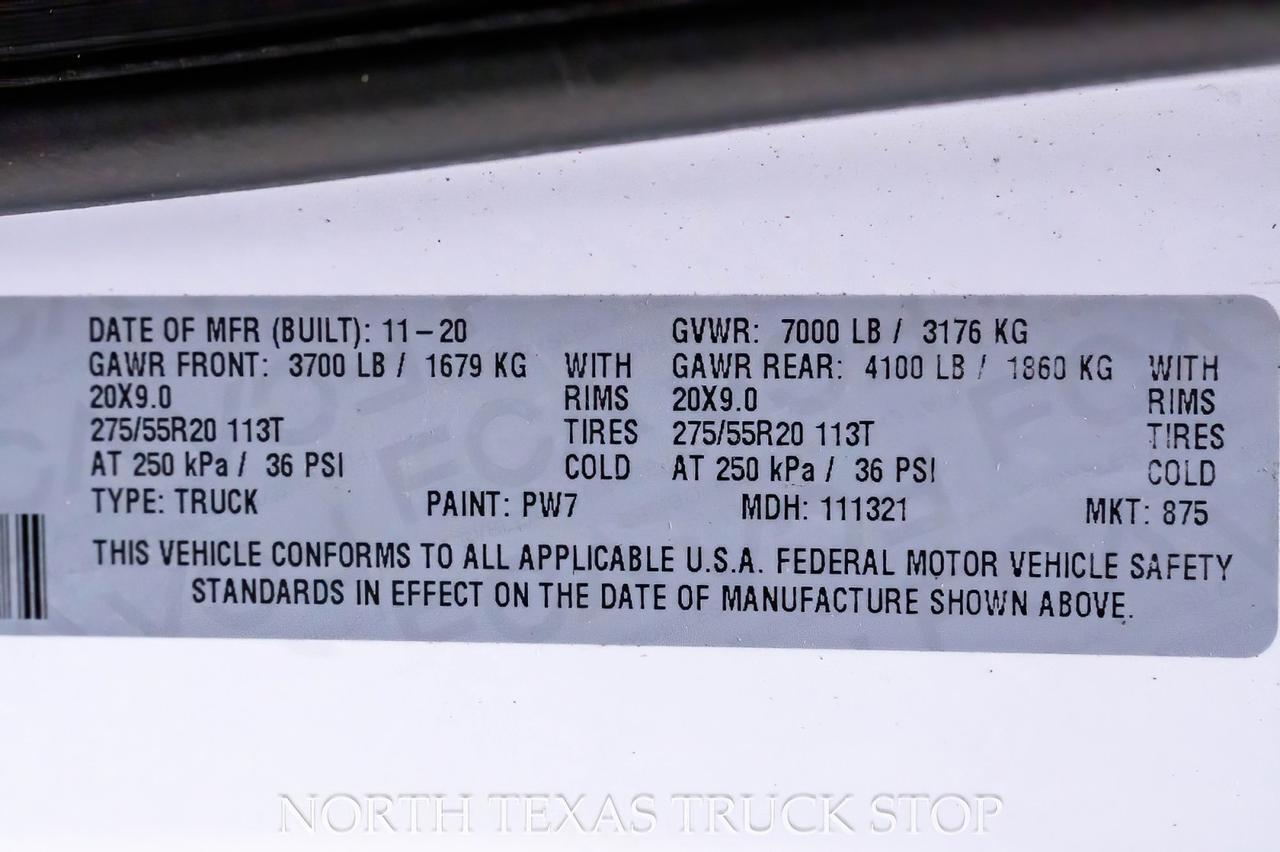 DATE OF MFR (BUILT): 11-20 GVWR: 7000 LB / 3176 KG
GAWR FRONT: 3700 LB / 1679 KG WITH GAWR REAR: 4100 LB / 1860 KG WITH
20X9.0 RIMS 20X9.0 RIMS
275/55R20 113T TIRES 275/55R20 113T TIRES
AT 250 kPa / 36 PSI COLD AT 250 kPa / 36 PSI COLD
TYPE: TRUCK PAINT: PW7 MDH: 111321 MKT: 875
THIS VEHICLE CONFORMS TO ALL APPLICABLE U.S.A. FEDERAL MOTOR VEHICLE SAFETY
STANDARDS IN EFFECT ON THE DATE OF MANUFACTURE SHOWN ABOVE.
NORTH TEXAS TRUCK STOP